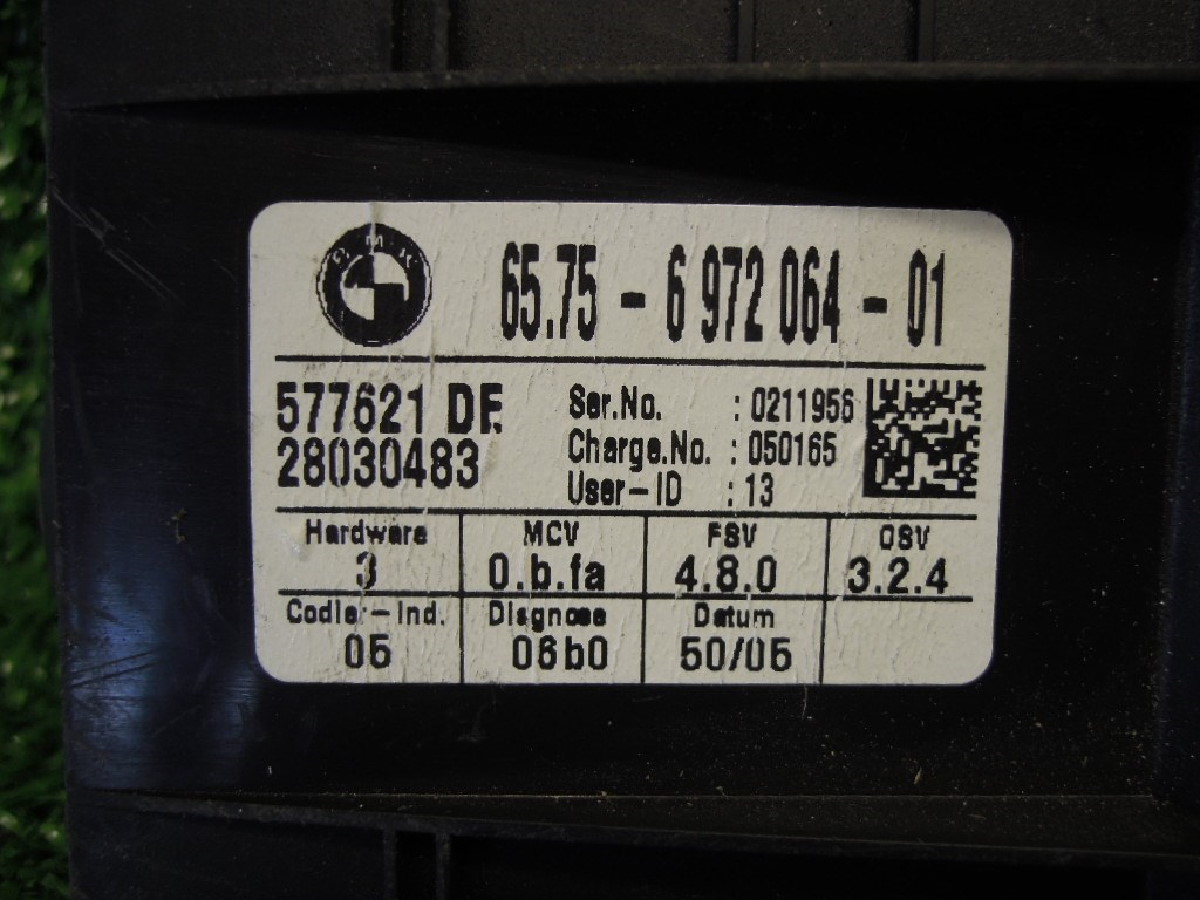 BMW
65.75 - 6 972 064 - 01
577621 DE
28030483
Ser.No. : 0211956
Charge.No. : 050165
User-ID : 13
Hardware MCV FSV OSV
3 0.b.fa 4.8.0 3.2.4
Codier-Ind. Diagnose Datum
05 06b0 50/05